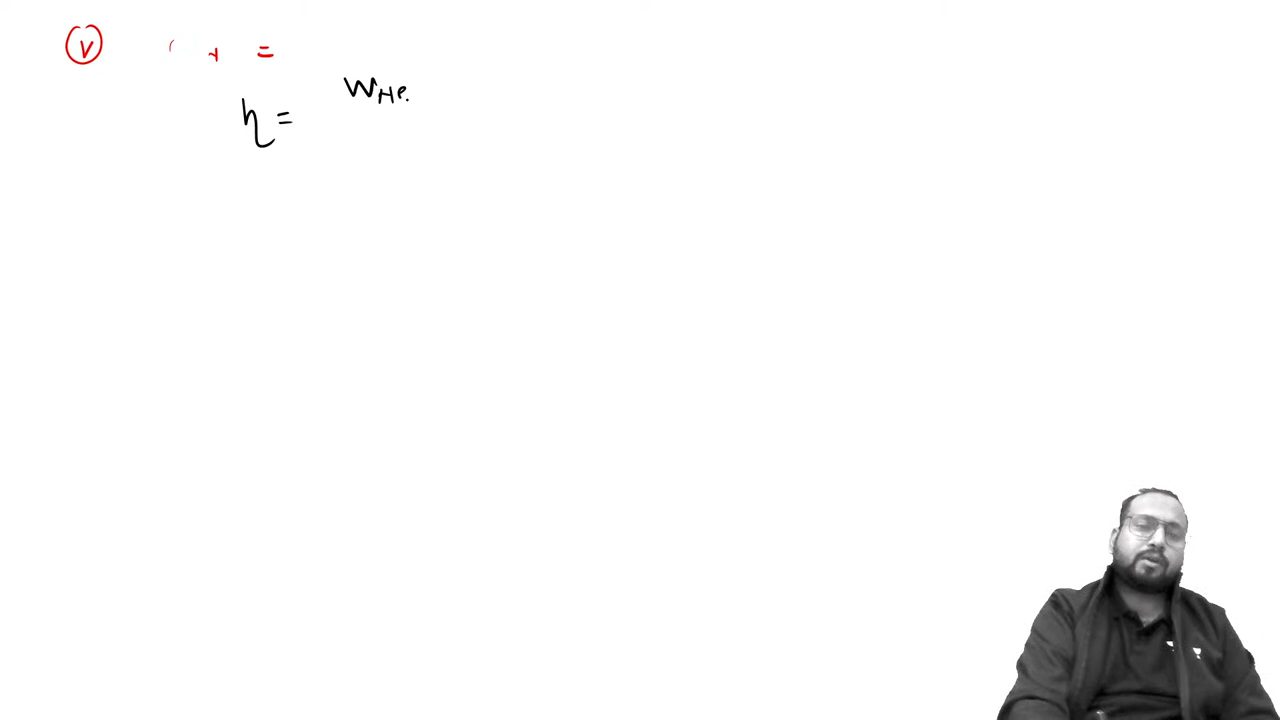 (v) =
W_HE.
η =